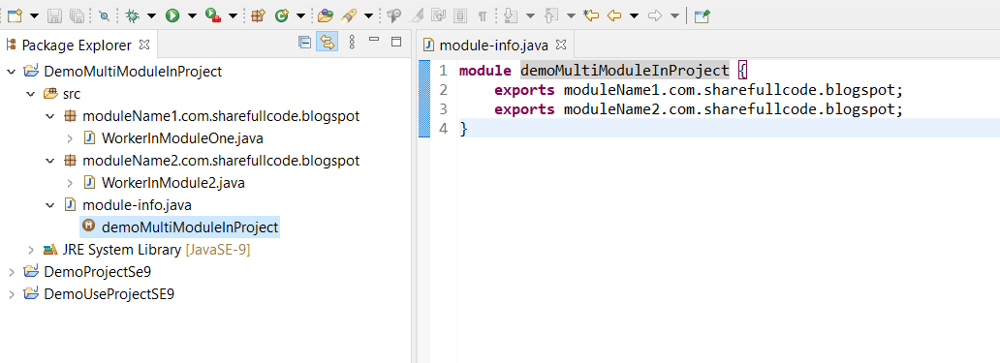 Package Explorer
DemoMultiModuleInProject
src
moduleName1.com.sharefullcode.blogspot
WorkerInModuleOne.java
moduleName2.com.sharefullcode.blogspot
WorkerInModule2.java
module-info.java
demoMultiModuleInProject
JRE System Library [JavaSE-9]
DemoProjectSe9
DemoUseProjectSE9
module-info.java
1 module demoMultiModuleInProject {
2 exports moduleName1.com.sharefullcode.blogspot;
3 exports moduleName2.com.sharefullcode.blogspot;
4 }